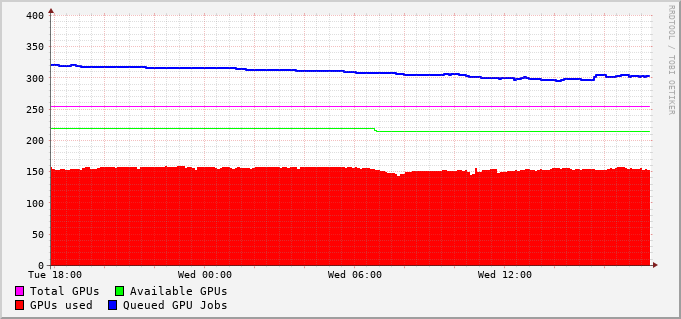 400
350
300
250
200
150
100
50
0
Tue 18:00 Wed 00:00 Wed 06:00 Wed 12:00
Total GPUs Available GPUs
GPUs used Queued GPU Jobs
RRDTOOL / TOBI OETIKER